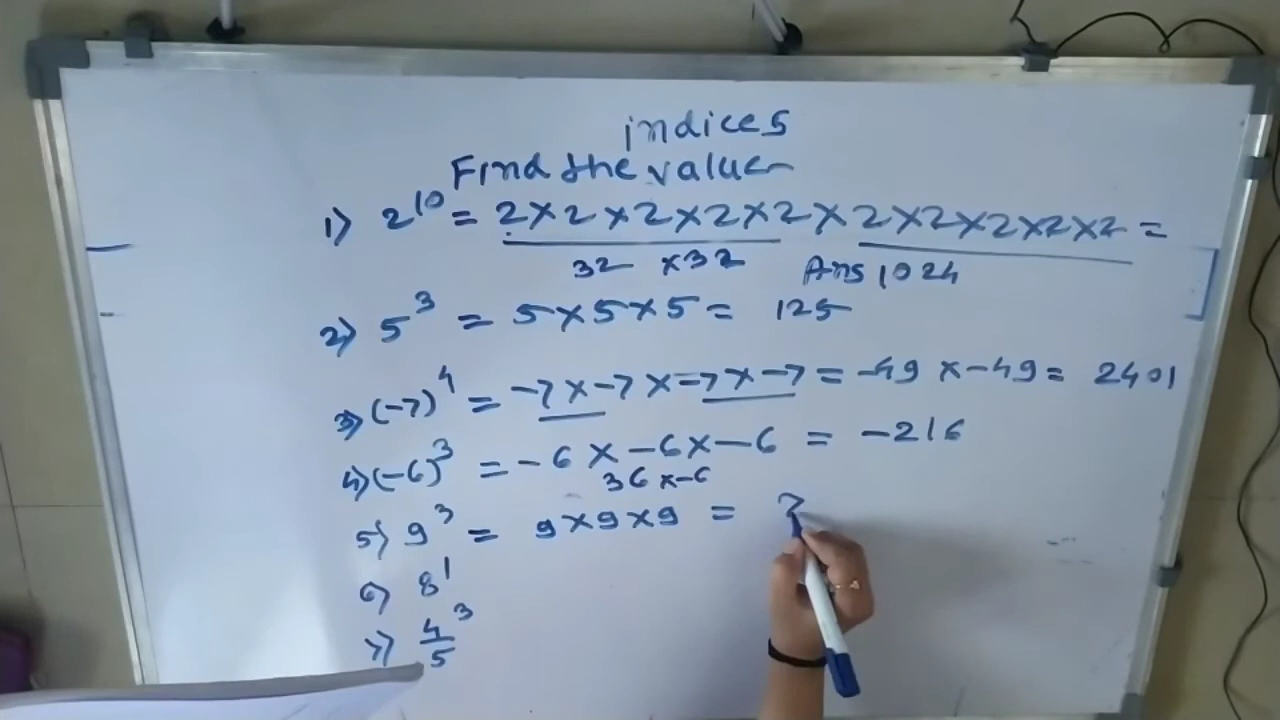 indices
Find the value
1) 2^10 = 2×2×2×2×2×2×2×2×2×2 =
32 ×32 Ans 1024
2) 5^3 = 5×5×5= 125
3) (-7)^4 = -7×-7×-7×-7 = -49 ×-49= 2401
4) (-6)^3 = -6 × -6×-6 = -216
36 ×-6
5) 9^3 = 9×9×9 =
6) 8^1
7) 4/5^3